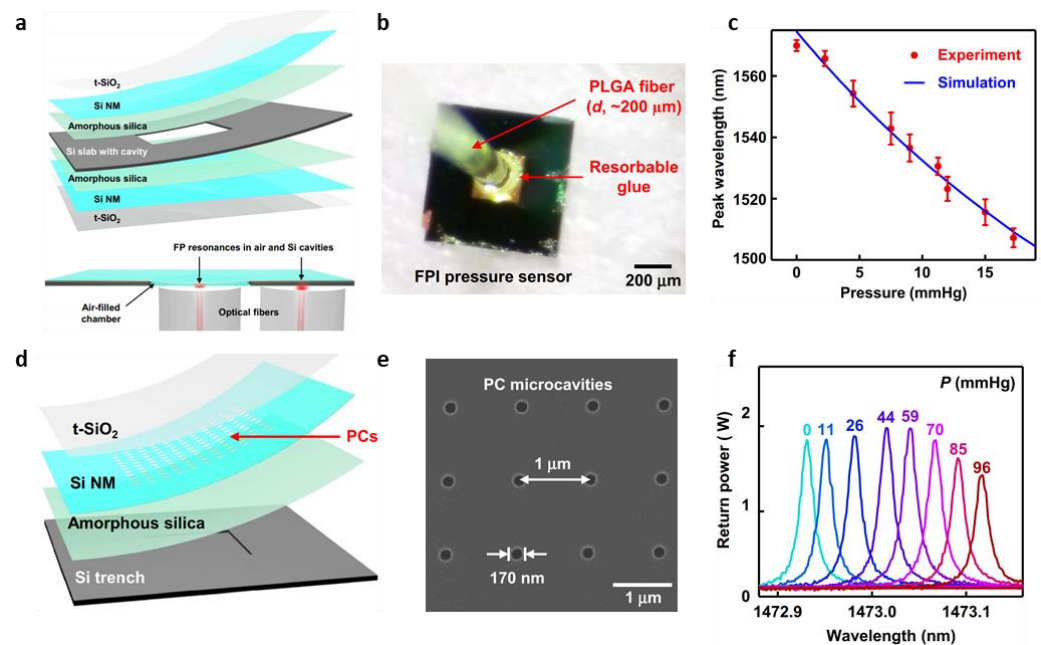 a
t-SiO₂
Si NM
Amorphous silica
Si slab with cavity
Amorphous silica
Si NM
t-SiO₂
FP resonances in air and Si cavities
Air-filled
chamber
Optical fibers
b
PLGA fiber
(d, ~200 μm)
Resorbable
glue
FPI pressure sensor
200 μm
c
Peak wavelength (nm)
1560
1540
1520
1500
Experiment
Simulation
0
5
10
15
Pressure (mmHg)
d
t-SiO₂
PCs
Si NM
Amorphous silica
Si trench
e
PC microcavities
1 μm
170 nm
1 μm
f
P (mmHg)
Return power ( W)
2
1
0
0 11 26 44 59 70 85 96
1472.9
1473.0
1473.1
Wavelength (nm)